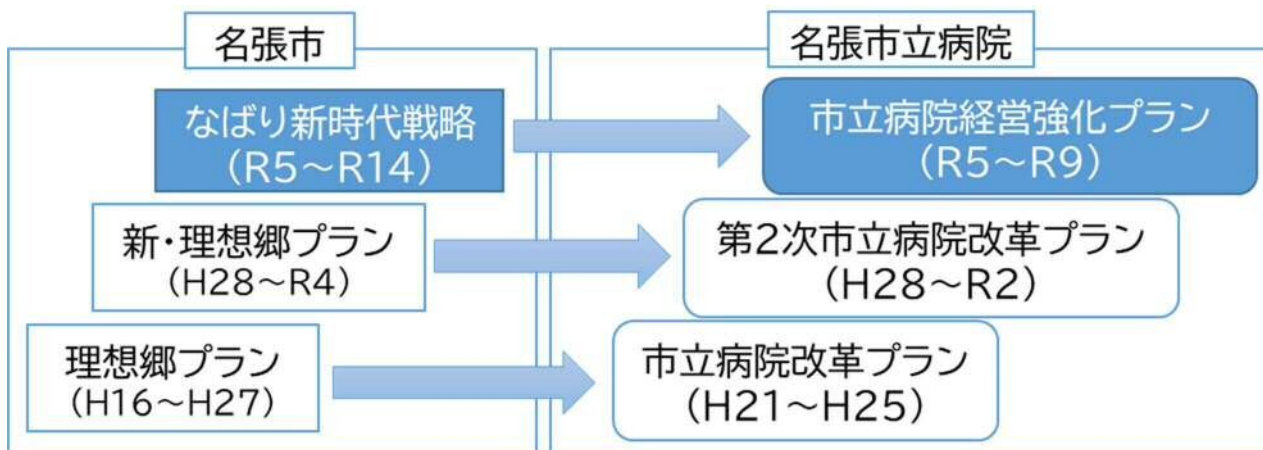 名張市
名張市立病院
なばり新時代戦略
(R5～R14)
市立病院経営強化プラン
(R5～R9)
新・理想郷プラン
(H28～R4)
第2次市立病院改革プラン
(H28～R2)
理想郷プラン
(H16～H27)
市立病院改革プラン
(H21～H25)